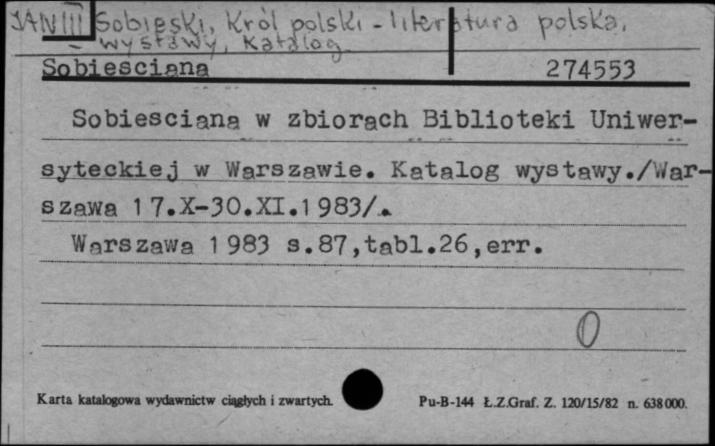 JAN III Sobieski, Król polski - literatura polska,
- wystawy, katalog
Sobiesciana 274553
Sobiesciana w zbiorach Biblioteki Uniwer-
syteckiej w Warszawie. Katalog wystawy./War-
szawa 17.X-30.XI.1983/.
Warszawa 1983 s.87,tabl.26,err.
0
Karta katalogowa wydawnictw ciągłych i zwartych. Pu-B-144 Ł.Z.Graf. Z. 120/15/82 n. 638000.